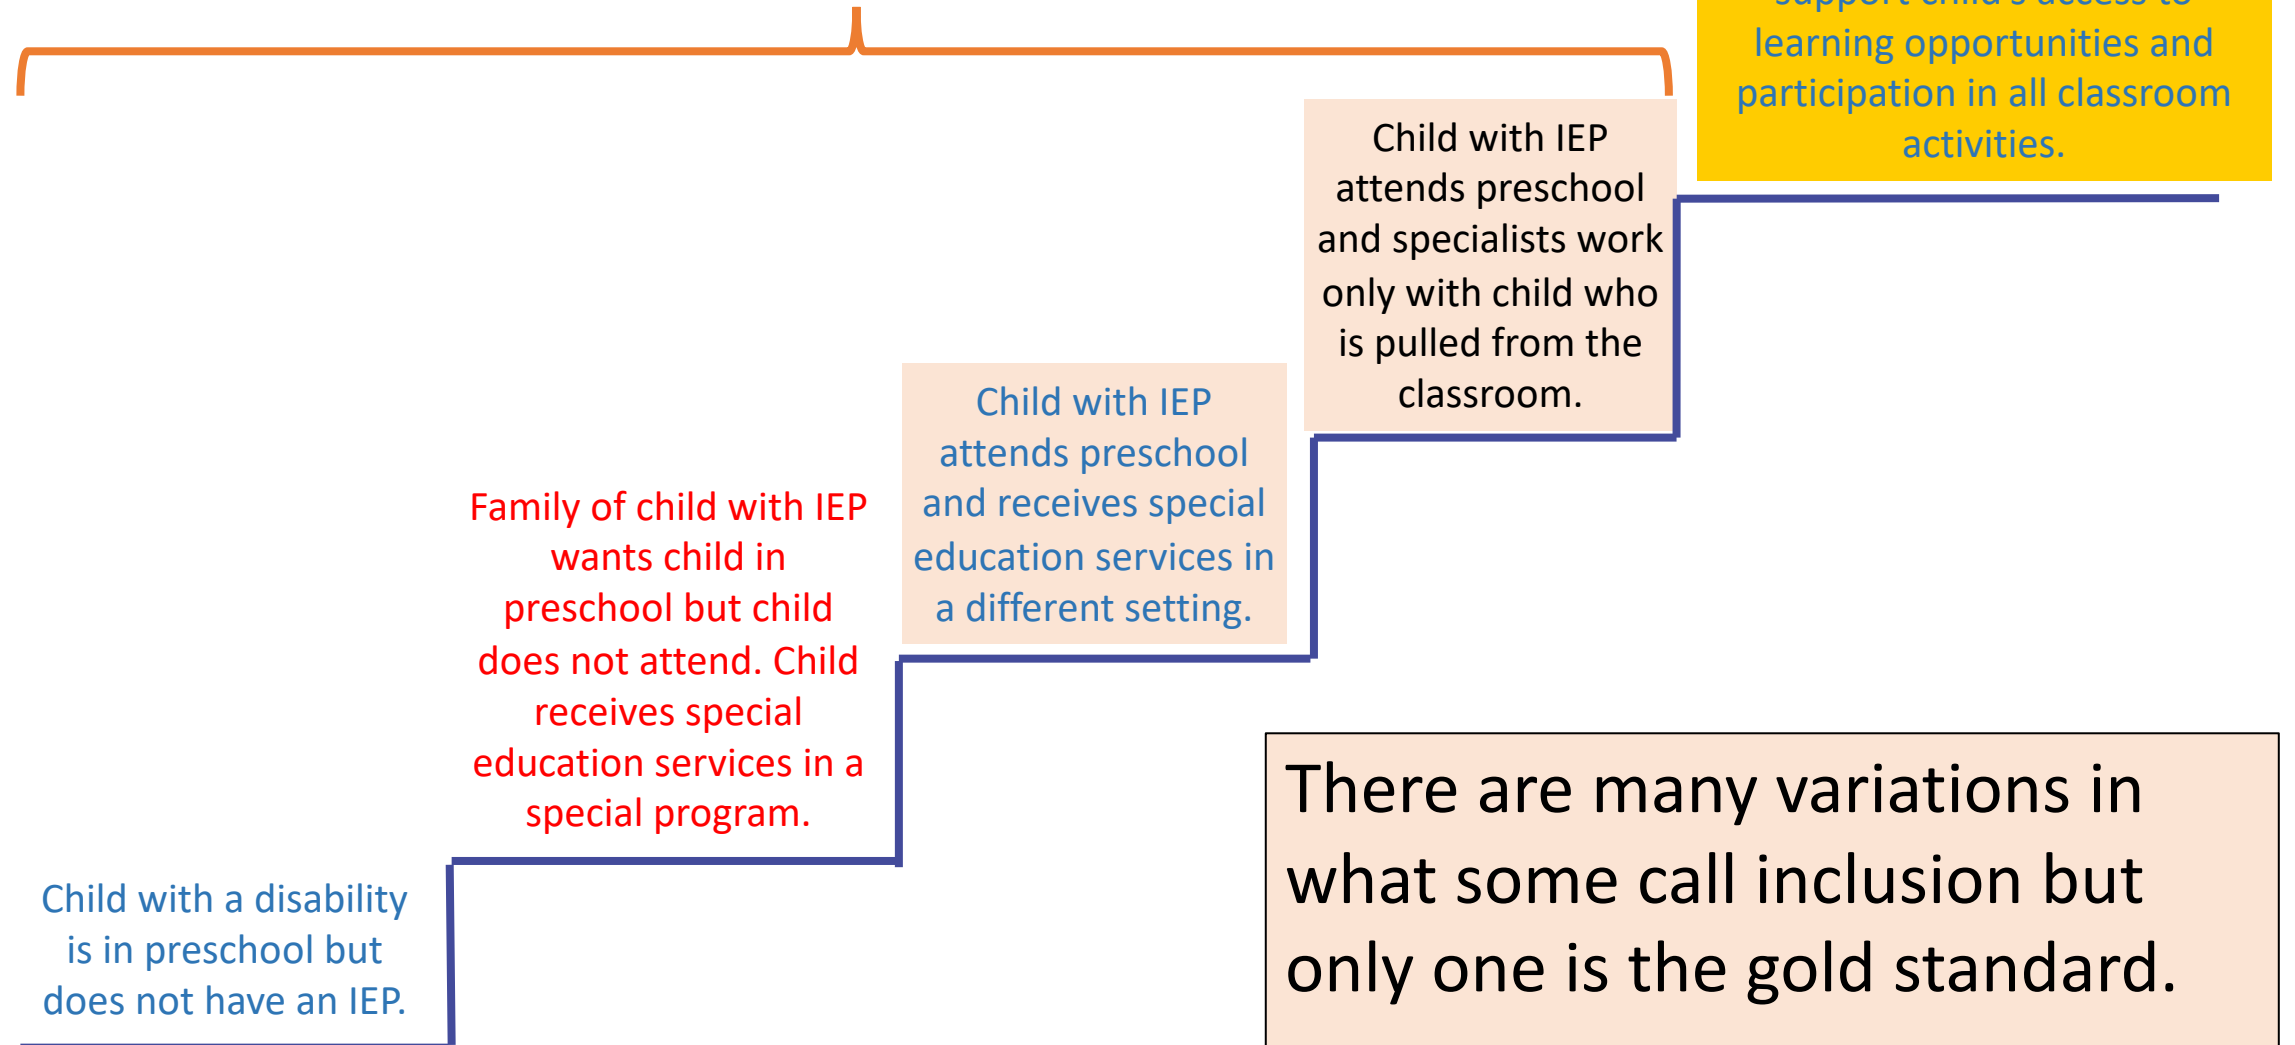 support child's access to
learning opportunities and
participation in all classroom
activities.
Child with IEP
attends preschool
and specialists work
only with child who
is pulled from the
classroom.
Child with IEP
attends preschool
and receives special
education services in
a different setting.
Family of child with IEP
wants child in
preschool but child
does not attend. Child
receives special
education services in a
special program.
Child with a disability
is in preschool but
does not have an IEP.
There are many variations in
what some call inclusion but
only one is the gold standard.